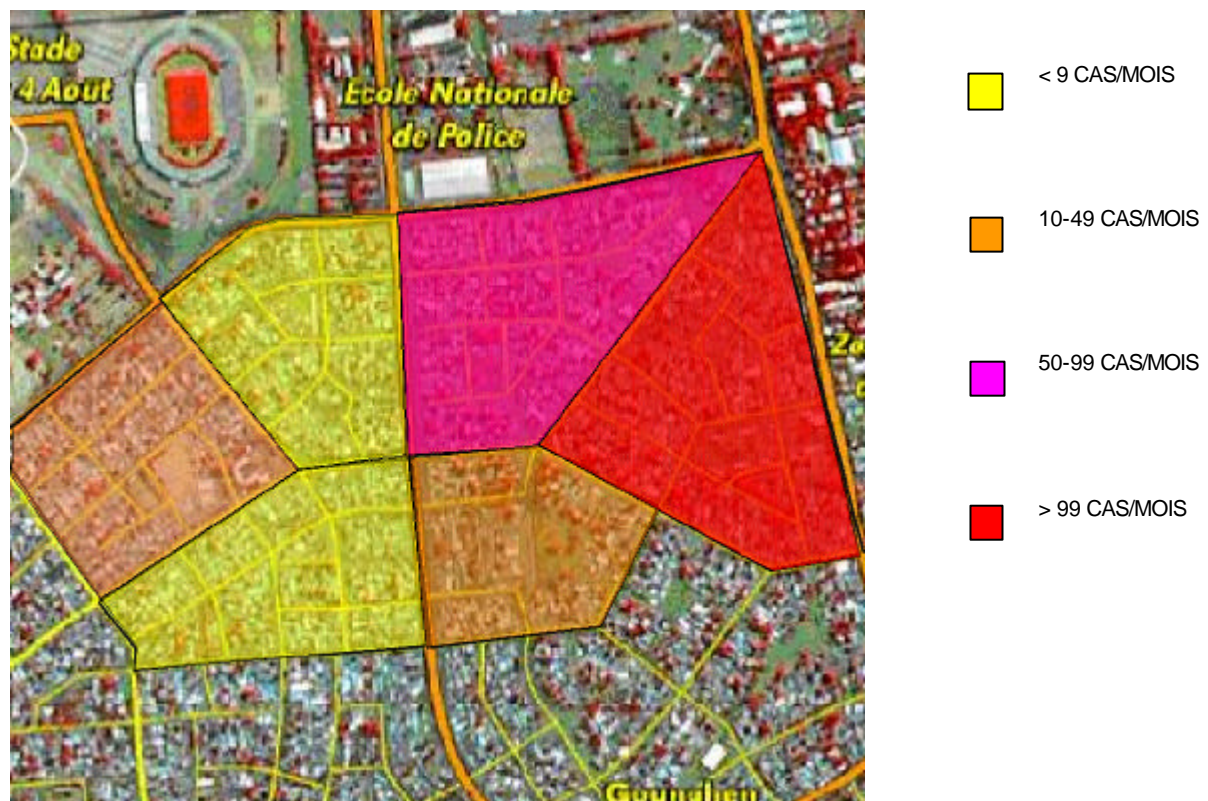 Stade
4 Août
Ecole Nationale
de Police
< 9 CAS/MOIS
10-49 CAS/MOIS
50-99 CAS/MOIS
> 99 CAS/MOIS